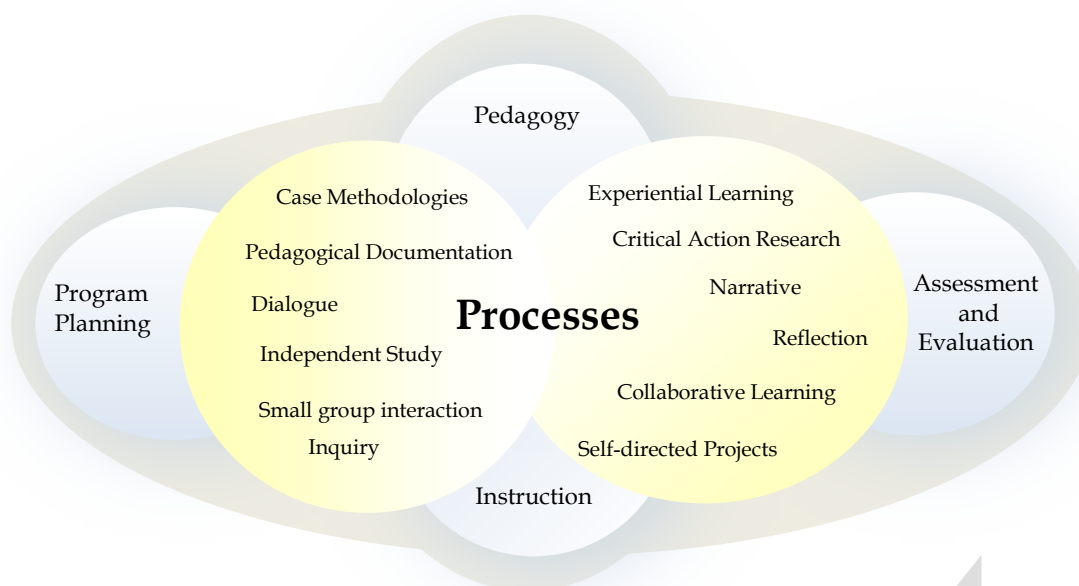 Pedagogy
Case Methodologies
Pedagogical Documentation
Dialogue
Independent Study
Small group interaction
Inquiry
Processes
Experiential Learning
Critical Action Research
Narrative
Reflection
Collaborative Learning
Self-directed Projects
Program
Planning
Assessment
and
Evaluation
Instruction